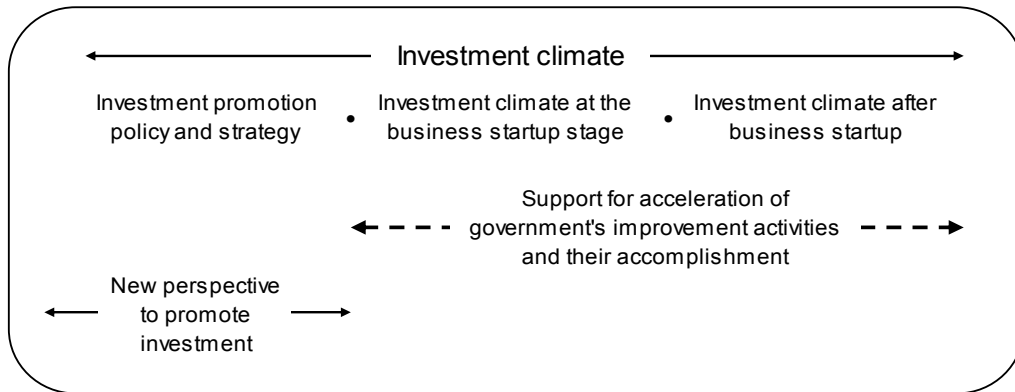 Investment climate
Investment promotion
policy and strategy
•
Investment climate at the
business startup stage
•
Investment climate after
business startup
Support for acceleration of
government's improvement activities
and their accomplishment
New perspective
to promote
investment